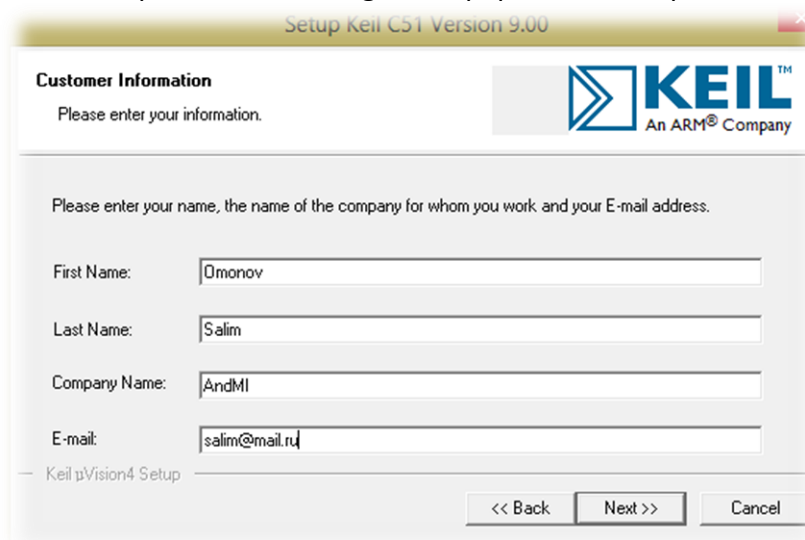 Setup Keil C51 Version 9.00
Customer Information
Please enter your information.
KEIL™
An ARM® Company
Please enter your name, the name of the company for whom you work and your E-mail address.
First Name: Omonov
Last Name: Salim
Company Name: AndMI
E-mail: salim@mail.ru
Keil µVision4 Setup
<< Back Next >> Cancel